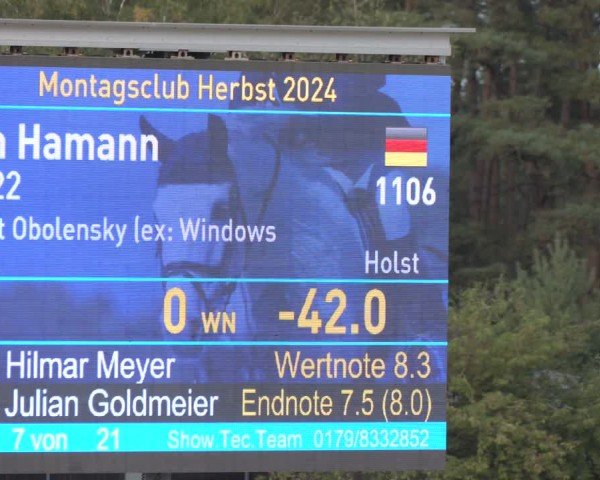 Montagsclub Herbst 2024
n Hamann
22 1106
t Obolensky (ex: Windows
Holst
0 WN -42.0
Hilmar Meyer Wertnote 8.3
Julian Goldmeier Endnote 7.5 (8.0)
7 von 21 Show.Tec.Team 0179/8332852